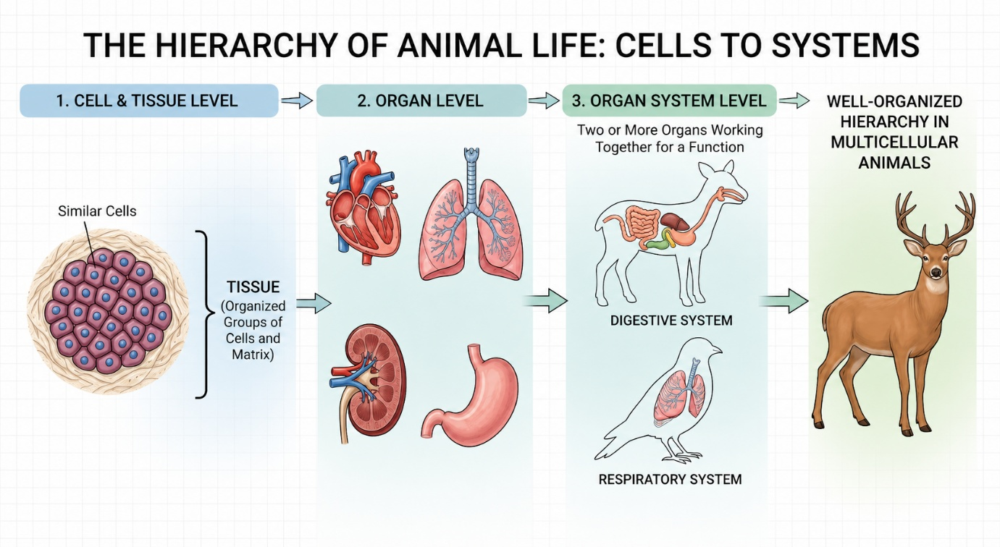 THE HIERARCHY OF ANIMAL LIFE: CELLS TO SYSTEMS
1. CELL & TISSUE LEVEL
Similar Cells
TISSUE
(Organized
Groups of
Cells and
Matrix)
2. ORGAN LEVEL
3. ORGAN SYSTEM LEVEL
Two or More Organs Working
Together for a Function
DIGESTIVE SYSTEM
RESPIRATORY SYSTEM
WELL-ORGANIZED
HIERARCHY IN
MULTICELLULAR
ANIMALS